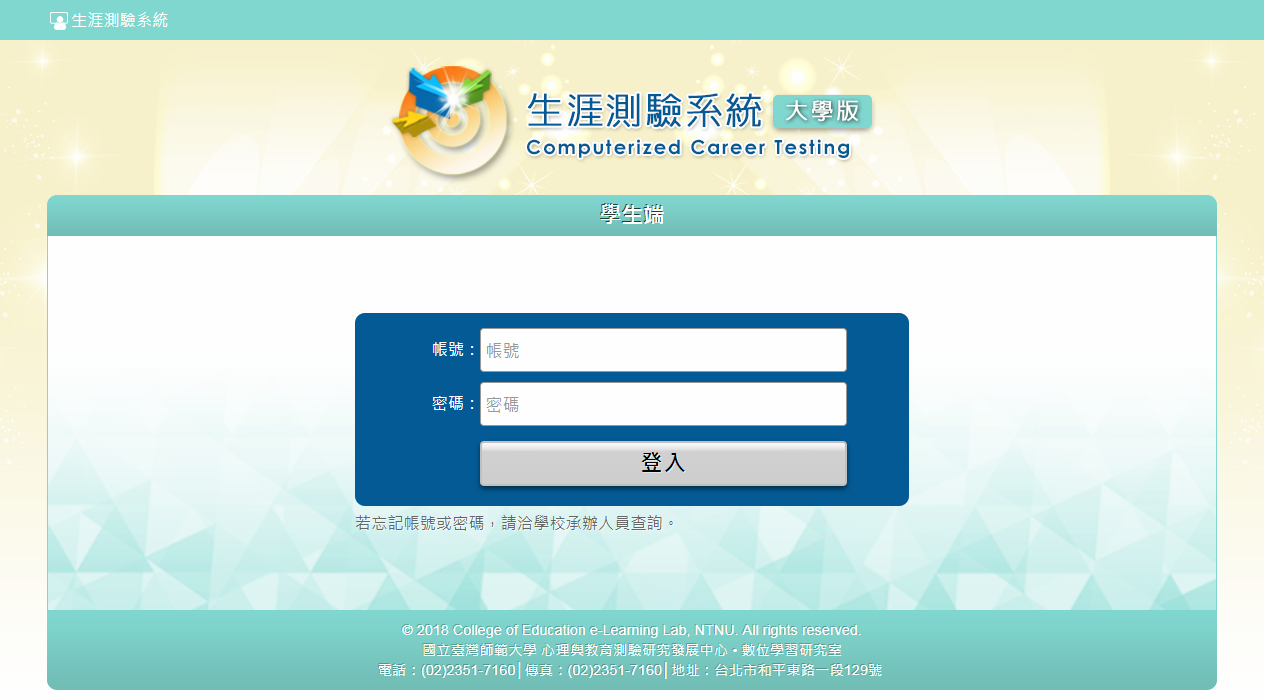 生涯測驗系統
生涯測驗系統 大學版
Computerized Career Testing
學生端
帳號：帳號
密碼：密碼
登入
若忘記帳號或密碼，請洽學校承辦人員查詢。
© 2018 College of Education e-Learning Lab, NTNU. All rights reserved.
國立臺灣師範大學 心理與教育測驗研究發展中心 • 數位學習研究室
電話：(02)2351-7160│傳真：(02)2351-7160│地址：台北市和平東路一段129號